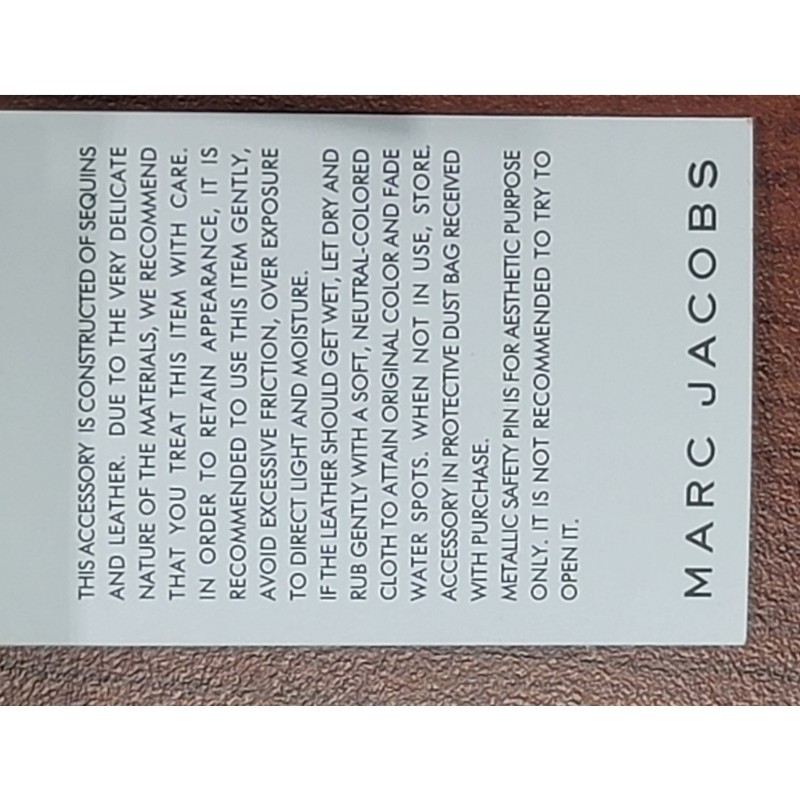 THIS ACCESSORY IS CONSTRUCTED OF SEQUINS
AND LEATHER. DUE TO THE VERY DELICATE
NATURE OF THE MATERIALS, WE RECOMMEND
THAT YOU TREAT THIS ITEM WITH CARE.
IN ORDER TO RETAIN APPEARANCE, IT IS
RECOMMENDED TO USE THIS ITEM GENTLY,
AVOID EXCESSIVE FRICTION, OVER EXPOSURE
TO DIRECT LIGHT AND MOISTURE.
IF THE LEATHER SHOULD GET WET, LET DRY AND
RUB GENTLY WITH A SOFT, NEUTRAL-COLORED
CLOTH TO ATTAIN ORIGINAL COLOR AND FADE
WATER SPOTS. WHEN NOT IN USE, STORE.
ACCESSORY IN PROTECTIVE DUST BAG RECEIVED
WITH PURCHASE.
METALLIC SAFETY PIN IS FOR AESTHETIC PURPOSE
ONLY. IT IS NOT RECOMMENDED TO TRY TO
OPEN IT.
MARC JACOBS